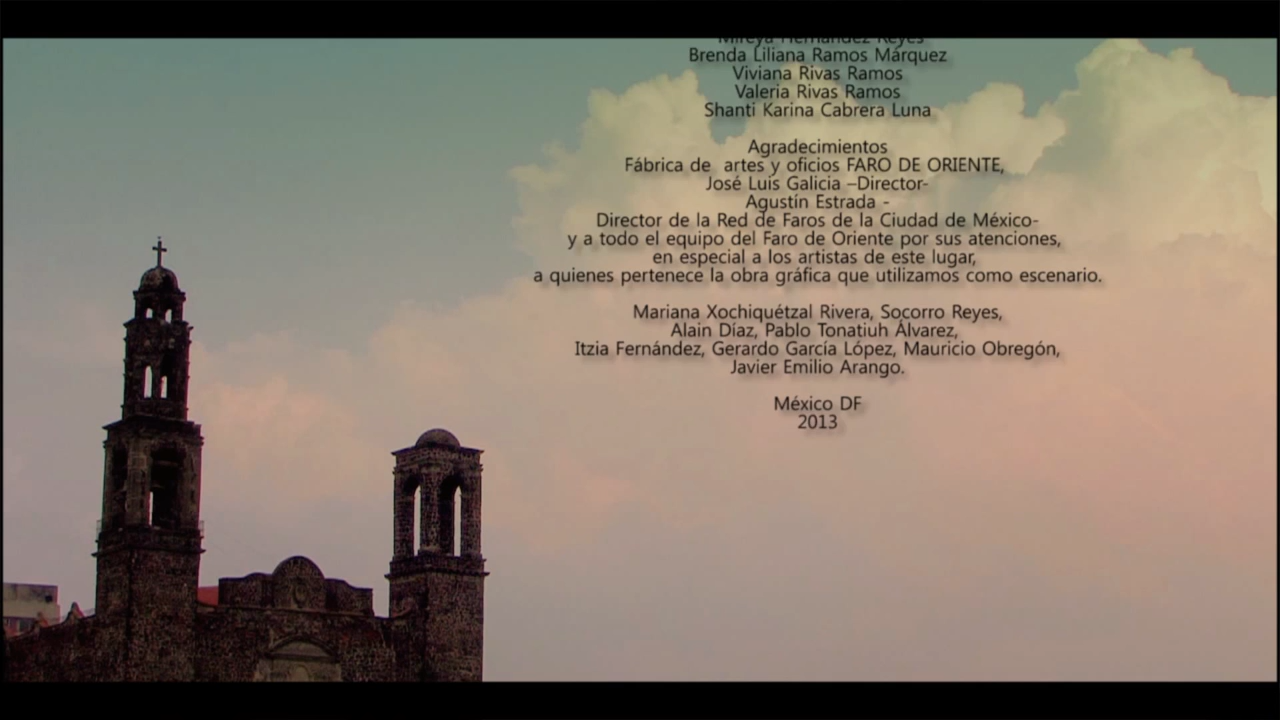 Mireya Hernández Reyes
Brenda Liliana Ramos Márquez
Viviana Rivas Ramos
Valeria Rivas Ramos
Shanti Karina Cabrera Luna
Agradecimientos
Fábrica de  artes y oficios FARO DE ORIENTE,
José Luis Galicia –Director-
Agustín Estrada -
Director de la Red de Faros de la Ciudad de México-
y a todo el equipo del Faro de Oriente por sus atenciones,
en especial a los artistas de este lugar,
a quienes pertenece la obra gráfica que utilizamos como escenario.
Mariana Xochiquétzal Rivera, Socorro Reyes,
Alain Díaz, Pablo Tonatiuh Álvarez,
Itzia Fernández, Gerardo García López, Mauricio Obregón,
Javier Emilio Arango.
México DF
2013